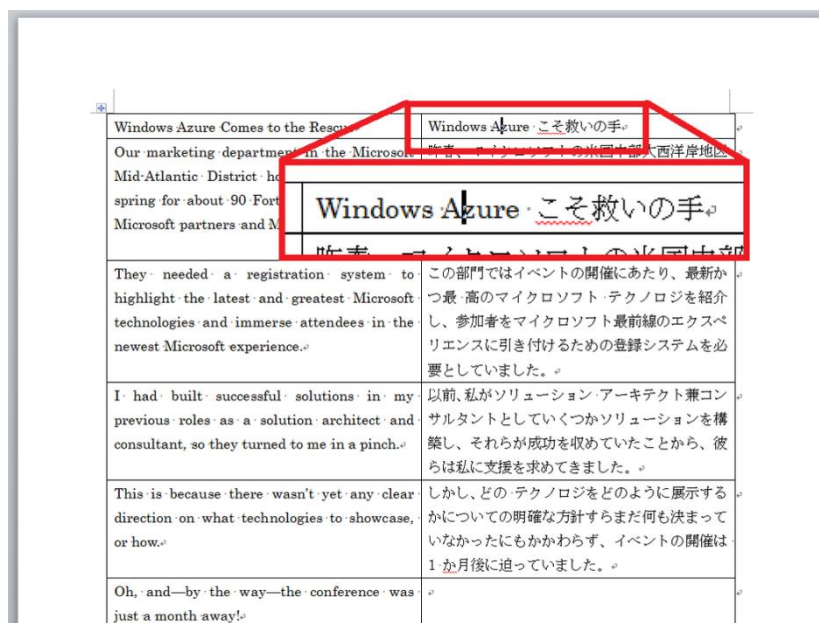 Windows Azure Comes to the Rescue
Windows Azure こそ救いの手
Our marketing department in the Microsoft
Mid-Atlantic District
spring for about 90
Microsoft partners and
Windows Azure こそ救いの手
They needed a registration system to
highlight the latest and greatest Microsoft
technologies and immerse attendees in the
newest Microsoft experience.
この部門ではイベントの開催にあたり、最新か
つ最 高のマイクロソフト テクノロジを紹介
し、参加者をマイクロソフト最前線のエクスペ
リエンスに引き付けるための登録システムを必
要としていました。
I had built successful solutions in my
previous roles as a solution architect and
consultant, so they turned to me in a pinch.
以前、私がソリューション アーキテクト兼コン
サルタントとしていくつかソリューションを構
築し、それらが成功を収めていたことから、彼
らは私に支援を求めてきました。
This is because there wasn't yet any clear
direction on what technologies to showcase,
or how.
しかし、どの テクノロジをどのように展示する
かについての明確な方針すらまだ何も決まって
いなかったにもかかわらず、イベントの開催は
1 か月後に迫っていました。
Oh, and—by the way—the conference was
just a month away!